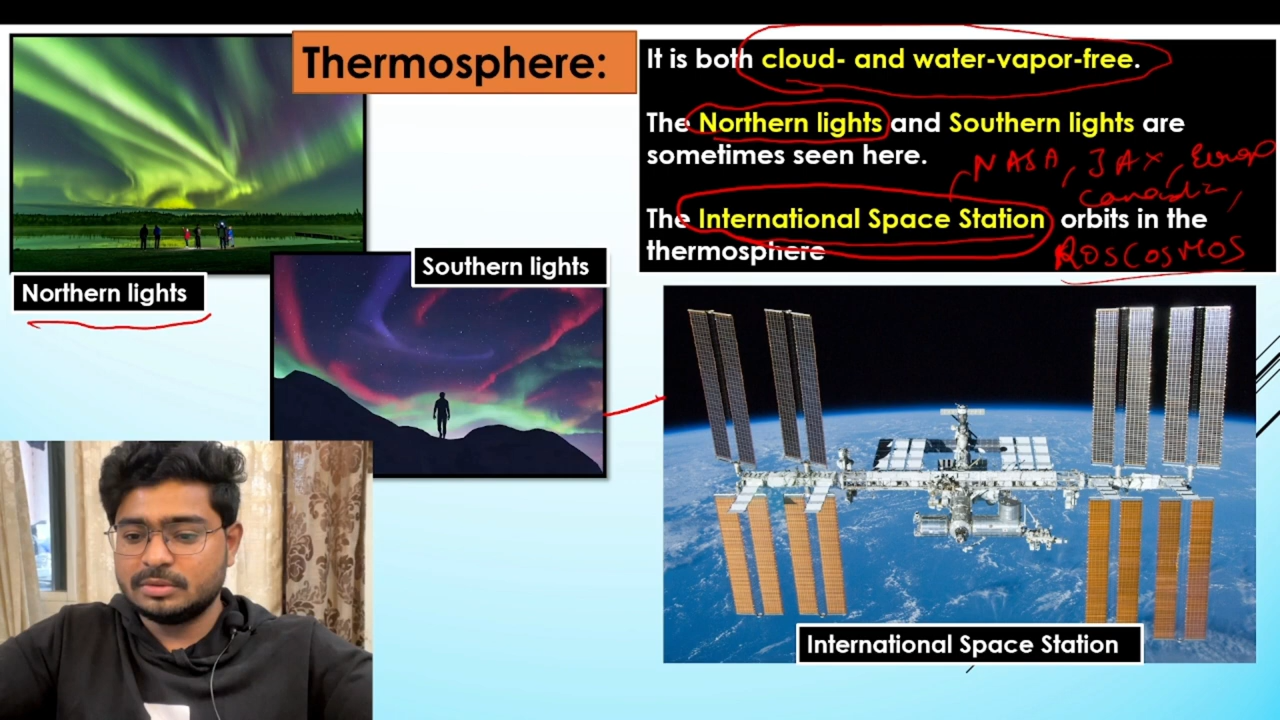 Thermosphere:
It is both cloud- and water-vapor-free.
The Northern lights and Southern lights are
sometimes seen here.
NASA, JAX, Europ
The International Space Station orbits in the
thermosphere
ROSCOSMOS
Southern lights
Northern lights
International Space Station